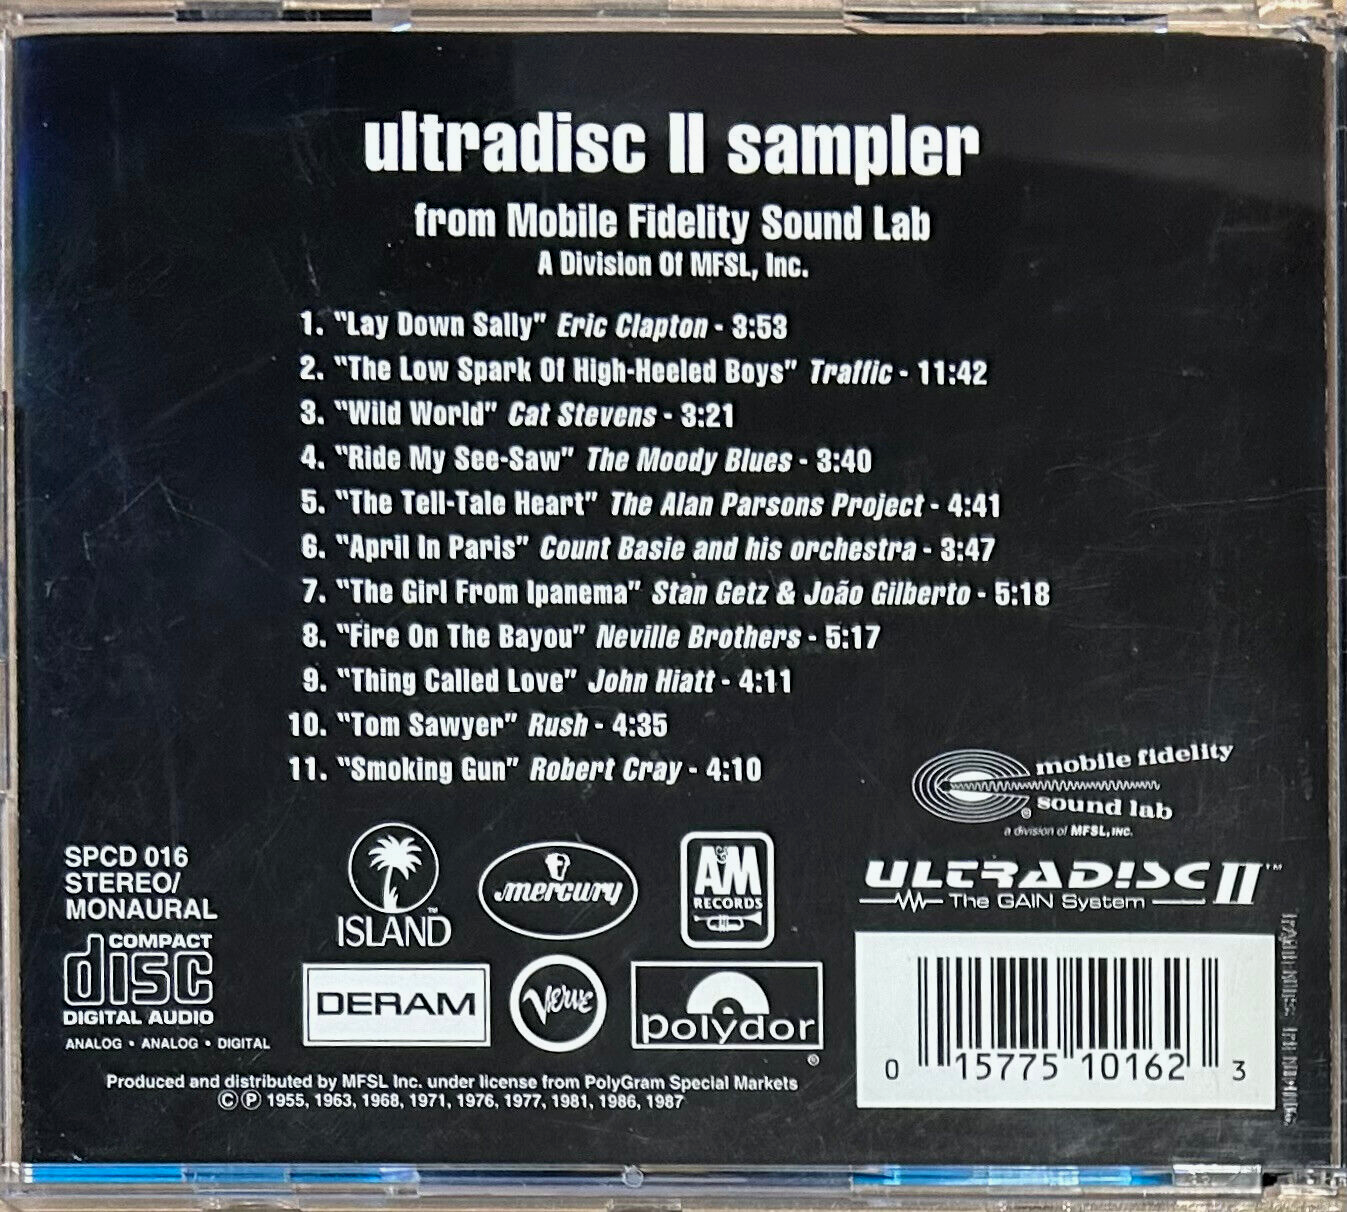 ultradisc II sampler
from Mobile Fidelity Sound Lab
A Division Of MFSL, Inc.
1. "Lay Down Sally" Eric Clapton - 3:53
2. "The Low Spark Of High-Heeled Boys" Traffic - 11:42
3. "Wild World" Cat Stevens - 3:21
4. "Ride My See-Saw" The Moody Blues - 3:40
5. "The Tell-Tale Heart" The Alan Parsons Project - 4:41
6. "April In Paris" Count Basie and his orchestra - 3:47
7. "The Girl From Ipanema" Stan Getz & João Gilberto - 5:18
8. "Fire On The Bayou" Neville Brothers - 5:17
9. "Thing Called Love" John Hiatt - 4:11
10. "Tom Sawyer" Rush - 4:35
11. "Smoking Gun" Robert Cray - 4:10
mobile fidelity
® sound lab
a division of MFSL, INC.
SPCD 016
STEREO/
MONAURAL
COMPACT
disc
DIGITAL AUDIO
ANALOG • ANALOG • DIGITAL
ISLAND™
mercury
A&M
RECORDS
DERAM
Verve
polydor
®
ULTRADISC II™
The GAIN System
0 15775 10162 3
Produced and distributed by MFSL Inc. under license from PolyGram Special Markets
©℗ 1955, 1963, 1968, 1971, 1976, 1977, 1981, 1986, 1987